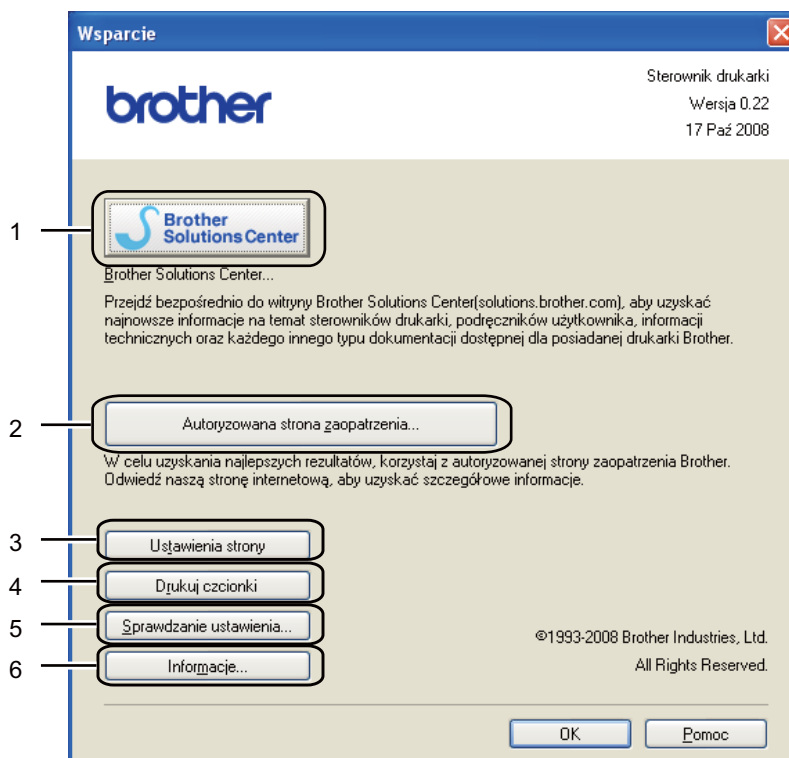 Wsparcie
brother
Sterownik drukarki
Wersja 0.22
17 Paź 2008
1
Brother
Solutions Center
Brother Solutions Center...
Przejdź bezpośrednio do witryny Brother Solutions Center(solutions.brother.com), aby uzyskać
najnowsze informacje na temat sterowników drukarki, podręczników użytkownika, informacji
technicznych oraz każdego innego typu dokumentacji dostępnej dla posiadanej drukarki Brother.
2
Autoryzowana strona zaopatrzenia...
W celu uzyskania najlepszych rezultatów, korzystaj z autoryzowanej strony zaopatrzenia Brother.
Odwiedź naszą stronę internetową, aby uzyskać szczegółowe informacje.
3
Ustawienia strony
4
Drukuj czcionki
5
Sprawdzanie ustawienia...
6
Informacje...
©1993-2008 Brother Industries, Ltd.
All Rights Reserved.
OK
Pomoc